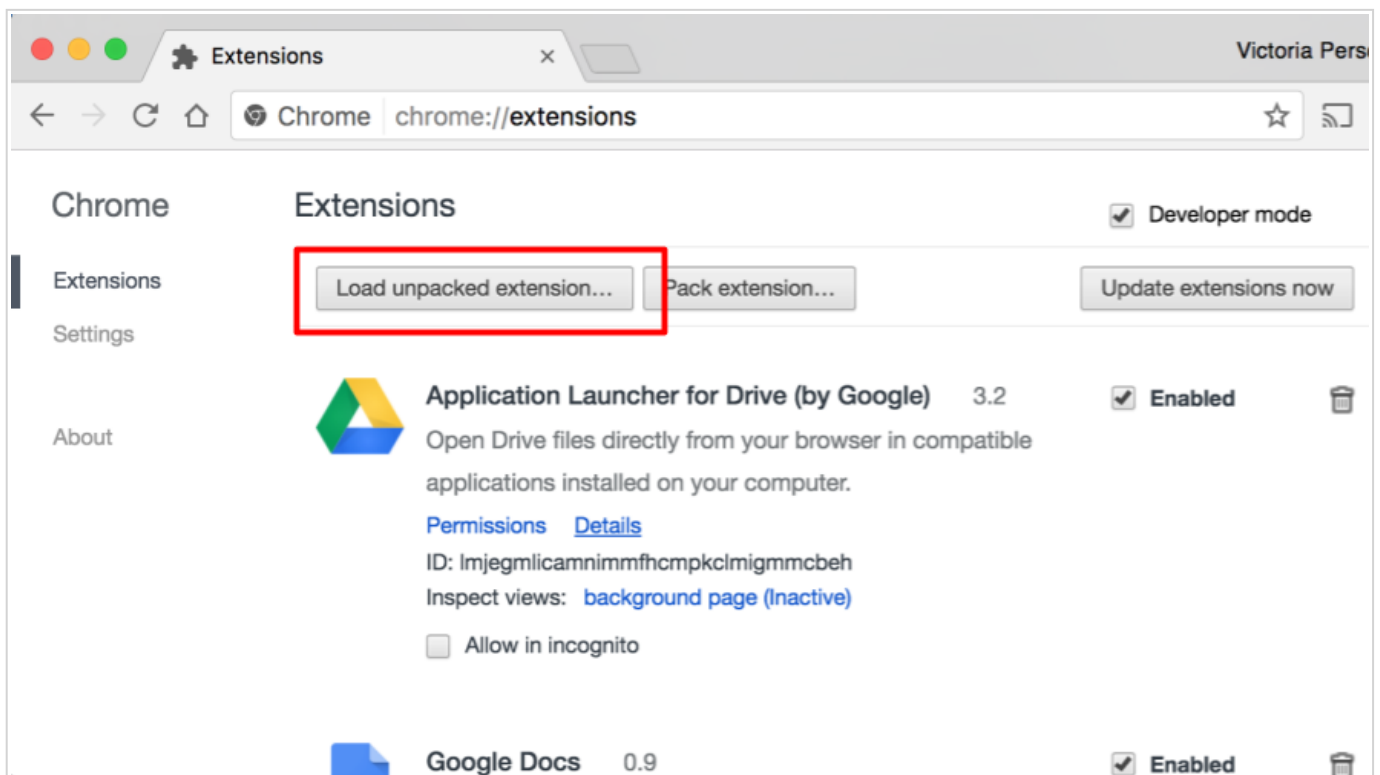 Extensions
Victoria Perso
Chrome chrome://extensions
Chrome
Extensions
Developer mode
Extensions
Load unpacked extension...
Pack extension...
Update extensions now
Settings
Application Launcher for Drive (by Google) 3.2
Enabled
About
Open Drive files directly from your browser in compatible
applications installed on your computer.
Permissions Details
ID: lmjegmlicamnimmfhcmpkclmigmmcbeh
Inspect views: background page (Inactive)
Allow in incognito
Google Docs 0.9
Enabled